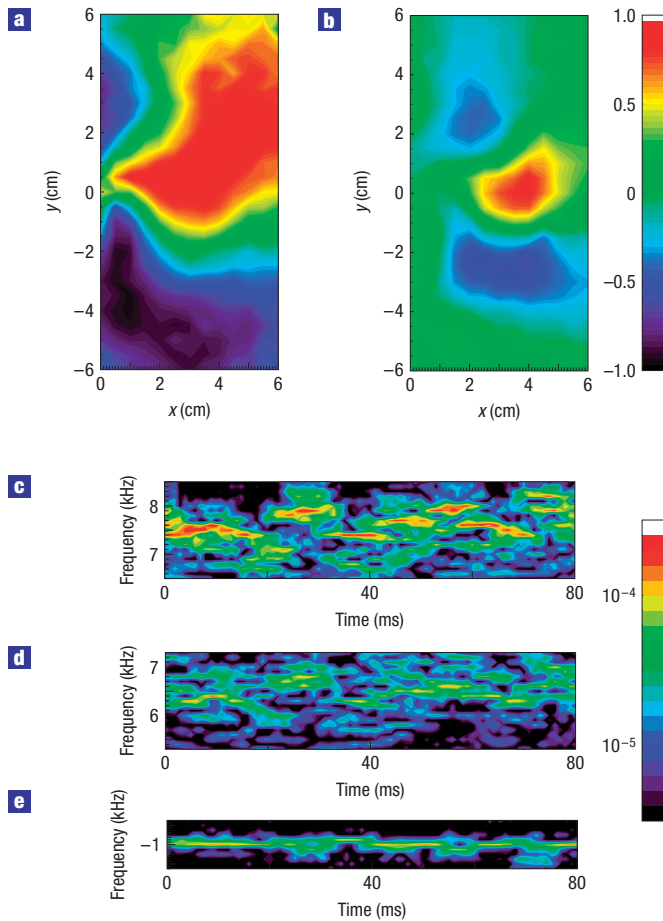 a
6
4
2
0
−2
−4
−6
y (cm)
0 2 4 6
x (cm)
b
6
4
2
0
−2
−4
−6
y (cm)
0 2 4 6
x (cm)
1.0
0.5
0
−0.5
−1.0
c
Frequency (kHz)
8
7
0 40 80
Time (ms)
d
Frequency (kHz)
7
6
0 40 80
Time (ms)
e
Frequency (kHz)
−1
0 40 80
Time (ms)
10⁻⁴
10⁻⁵